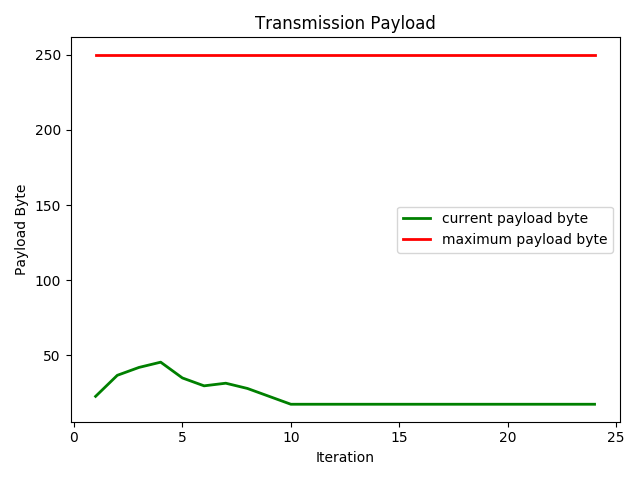 Transmission Payload
250
200
150
100
50
Payload Byte
current payload byte
maximum payload byte
0 5 10 15 20 25
Iteration